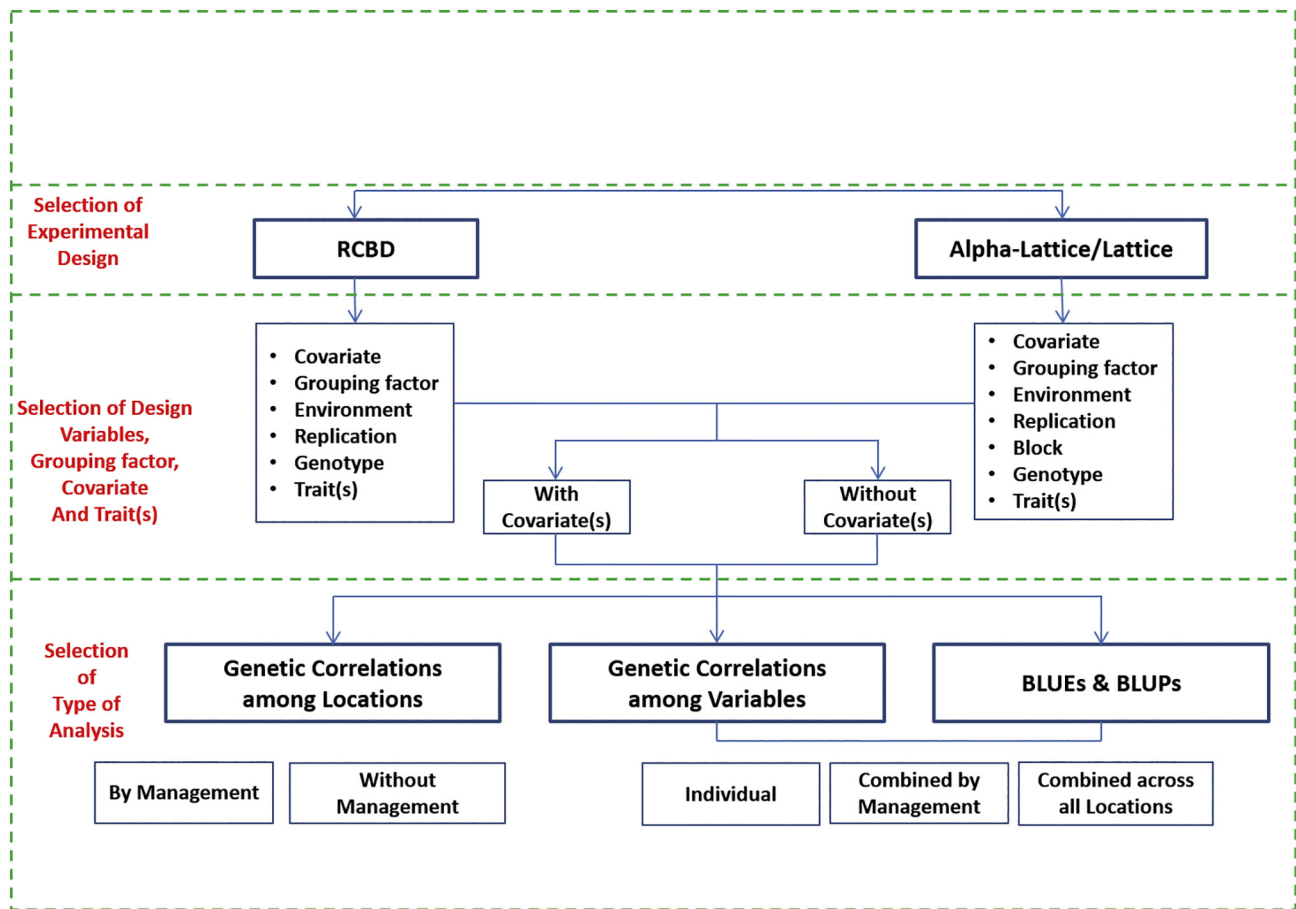 Selection of
Experimental
Design
RCBD
Alpha-Lattice/Lattice
Selection of Design
Variables,
Grouping factor,
Covariate
And Trait(s)
• Covariate
• Grouping factor
• Environment
• Replication
• Genotype
• Trait(s)
With
Covariate(s)
Without
Covariate(s)
• Covariate
• Grouping factor
• Environment
• Replication
• Block
• Genotype
• Trait(s)
Selection
of
Type of
Analysis
Genetic Correlations
among Locations
Genetic Correlations
among Variables
BLUEs & BLUPs
By Management
Without
Management
Individual
Combined by
Management
Combined across
all Locations